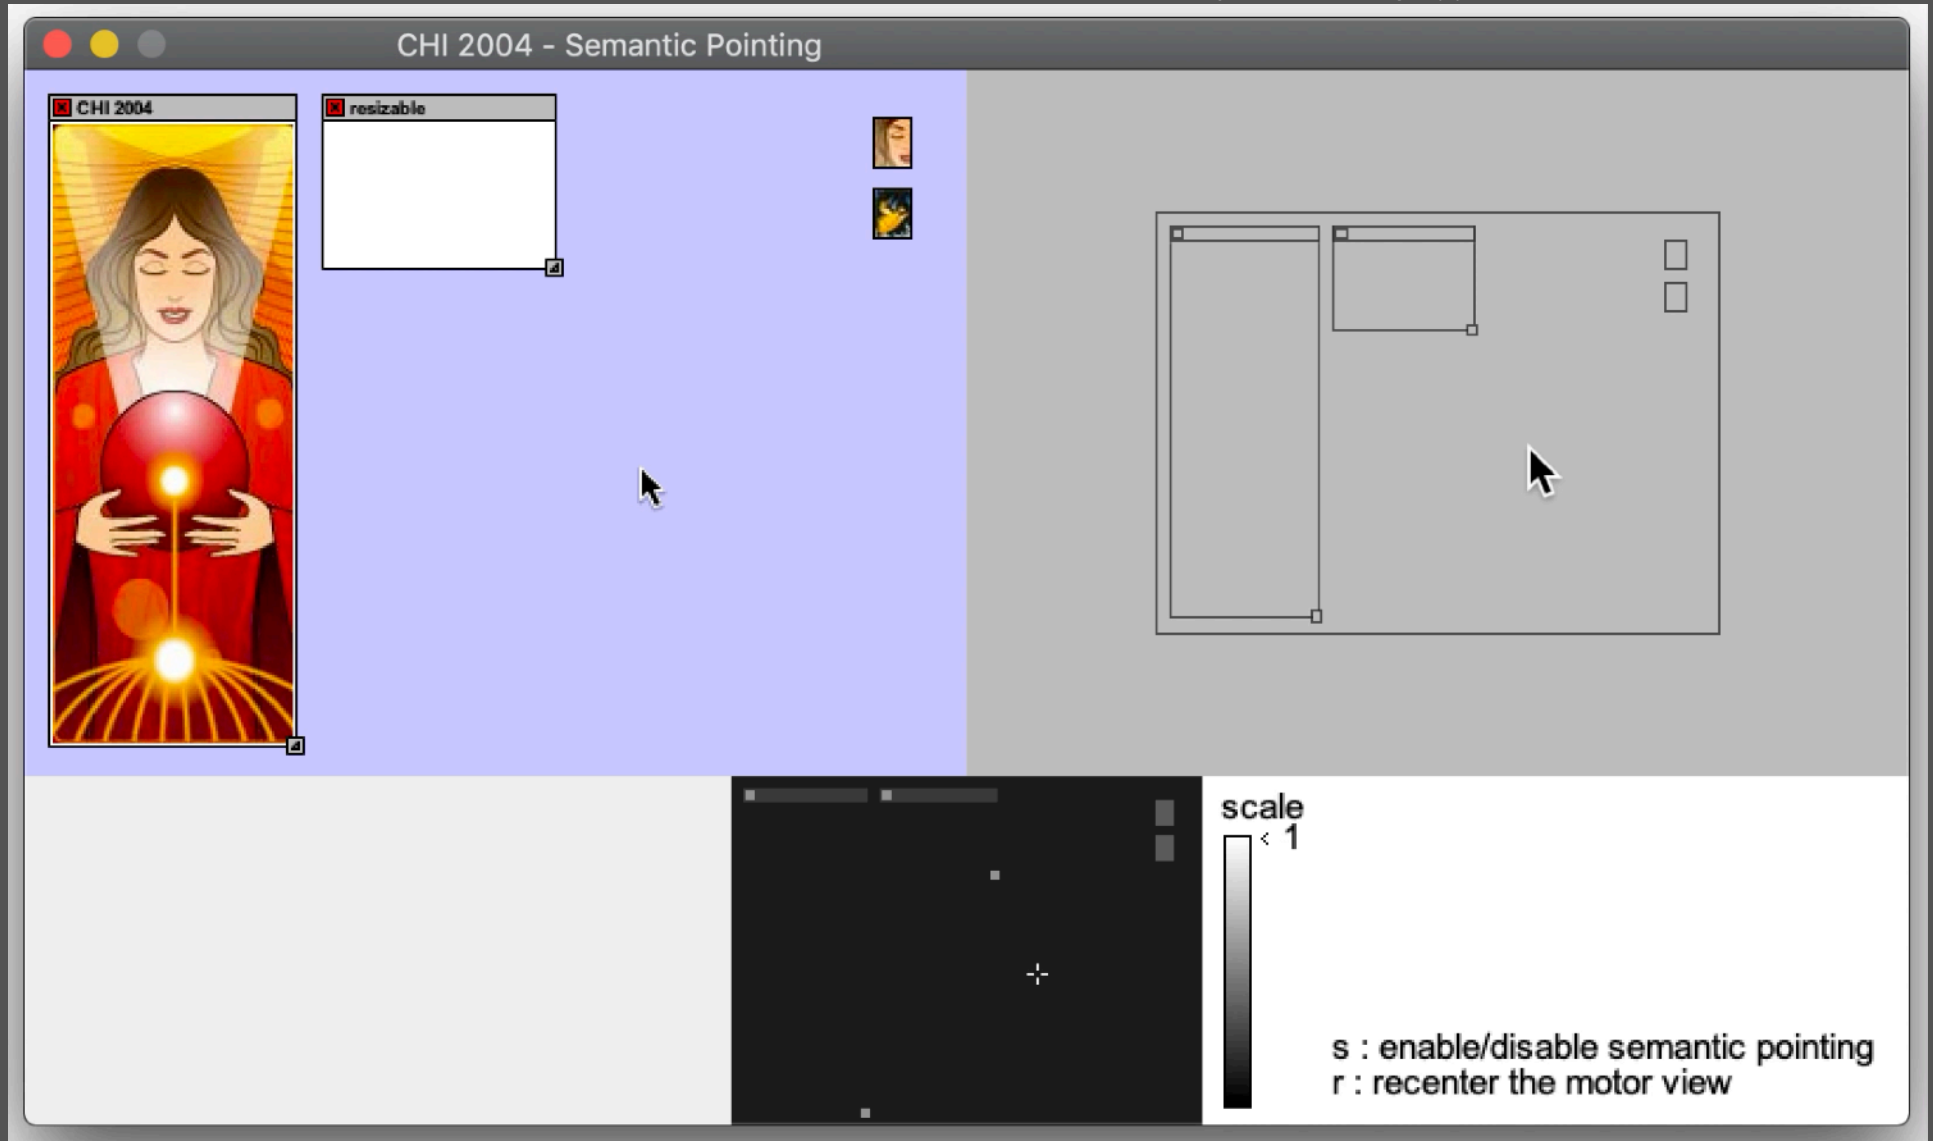 CHI 2004 - Semantic Pointing
CHI 2004
resizable
scale
< 1
s : enable/disable semantic pointing
r : recenter the motor view